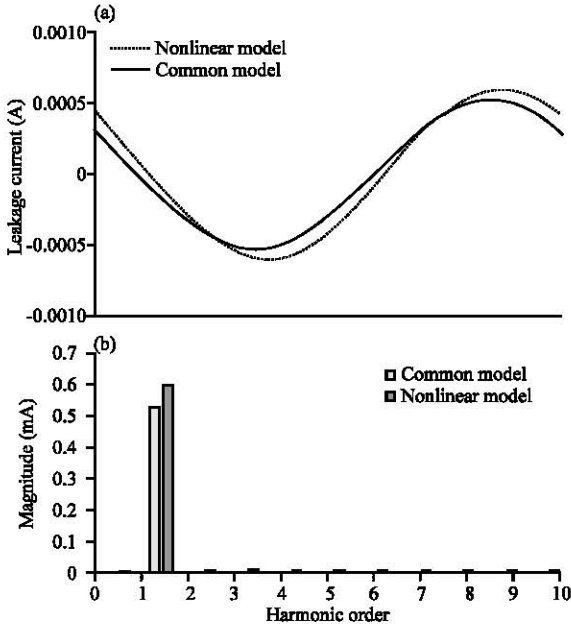 (a)
0.0010
0.0005
0
-0.0005
-0.0010
Leakage current (A)
Nonlinear model
Common model
(b)
0.7
0.6
0.5
0.4
0.3
0.2
0.1
0
Magnitude (mA)
Common model
Nonlinear model
0 1 2 3 4 5 6 7 8 9 10
Harmonic order